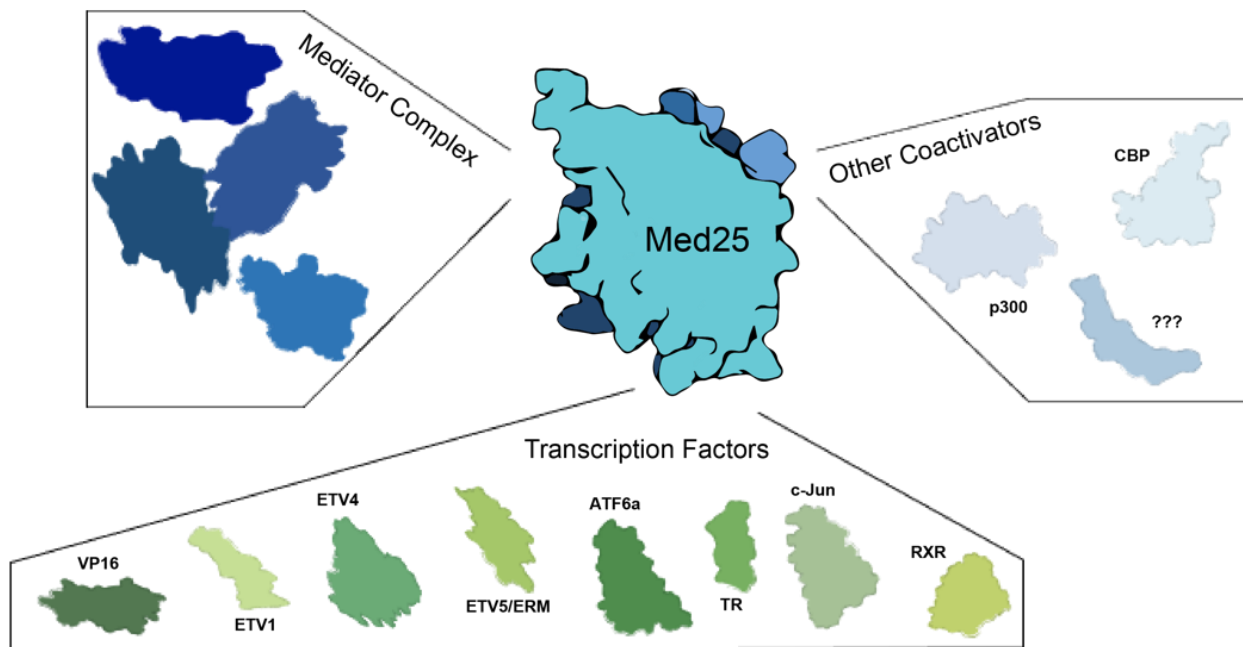 Mediator Complex
Med25
Other Coactivators
CBP
p300
???
Transcription Factors
VP16
ETV1
ETV4
ETV5/ERM
ATF6a
TR
c-Jun
RXR